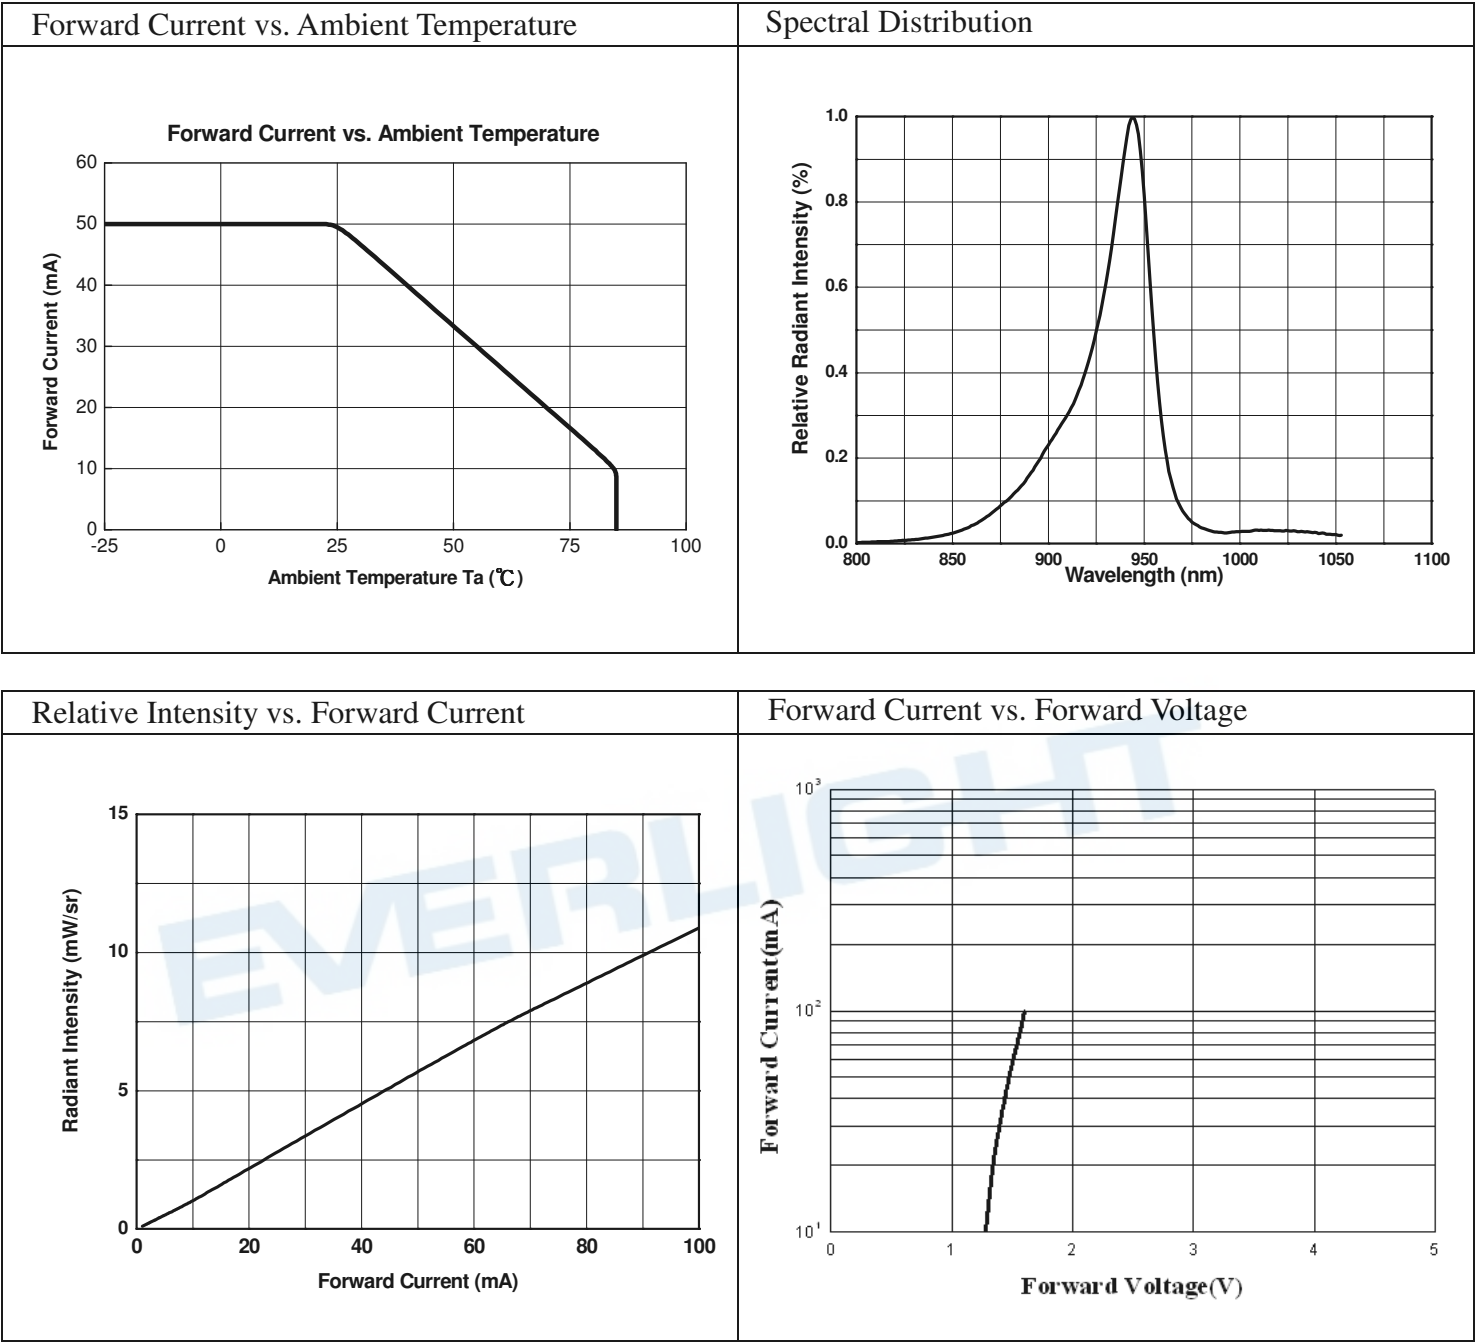 Forward Current vs. Ambient Temperature
Spectral Distribution
Forward Current vs. Ambient Temperature
60
50
40
30
20
10
0
-25 0 25 50 75 100
Forward Current (mA)
Ambient Temperature Ta (℃)
1.0
0.8
0.6
0.4
0.2
0.0
800 850 900 950 1000 1050 1100
Relative Radiant Intensity (%)
Wavelength (nm)
Relative Intensity vs. Forward Current
Forward Current vs. Forward Voltage
EVERLIGHT
15
10
5
0
0 20 40 60 80 100
Radiant Intensity (mW/sr)
Forward Current (mA)
10³
10²
10¹
0 1 2 3 4 5
Forward Current(mA)
Forward Voltage(V)